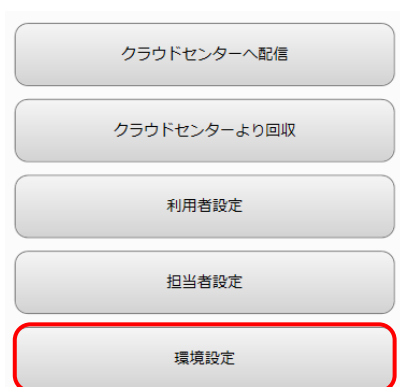 クラウドセンターへ配信
クラウドセンターより回収
利用者設定
担当者設定
環境設定